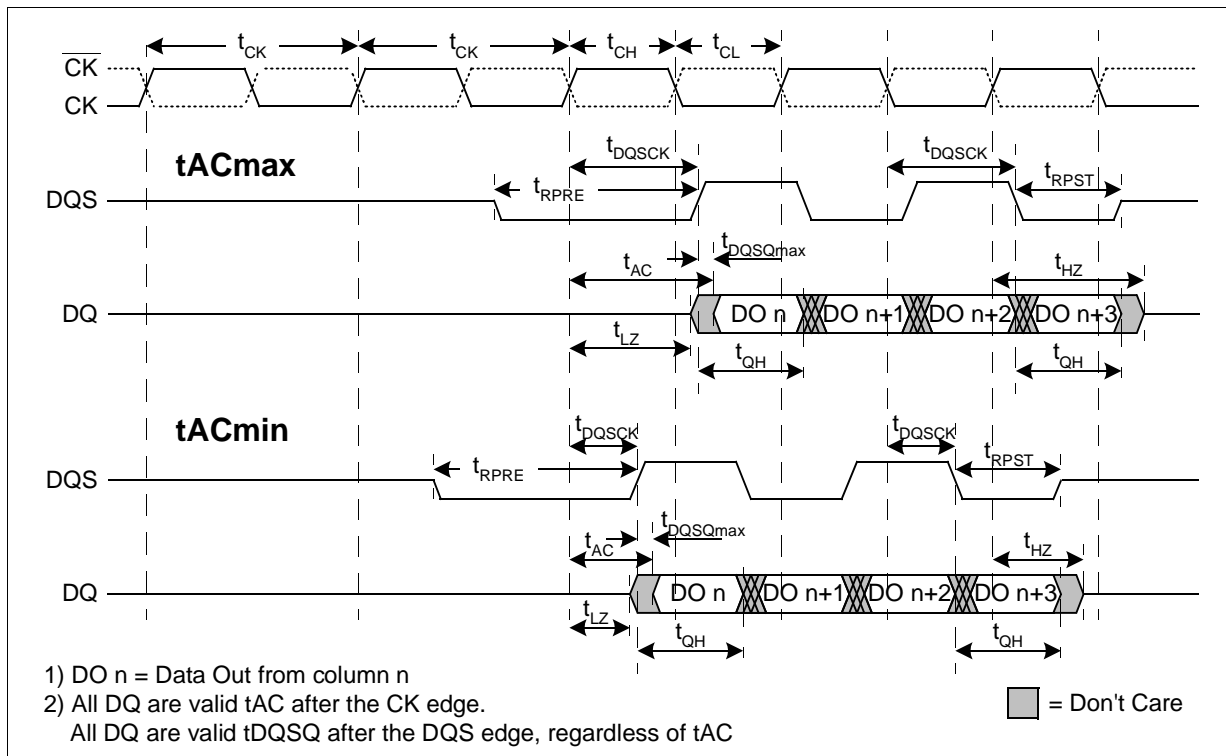 tCK tCK tCH tCL
CK
CK
tACmax
tDQSCK tDQSCK
tRPRE tRPST
DQS
tDQSQmax
tAC tHZ
DQ DO n DO n+1 DO n+2 DO n+3
tLZ
tQH tQH
tACmin
tDQSCK tDQSCK
tRPRE tRPST
DQS
tDQSQmax
tAC tHZ
DQ DO n DO n+1 DO n+2 DO n+3
tLZ
tQH tQH
1) DO n = Data Out from column n
2) All DQ are valid tAC after the CK edge.
All DQ are valid tDQSQ after the DQS edge, regardless of tAC
= Don't Care